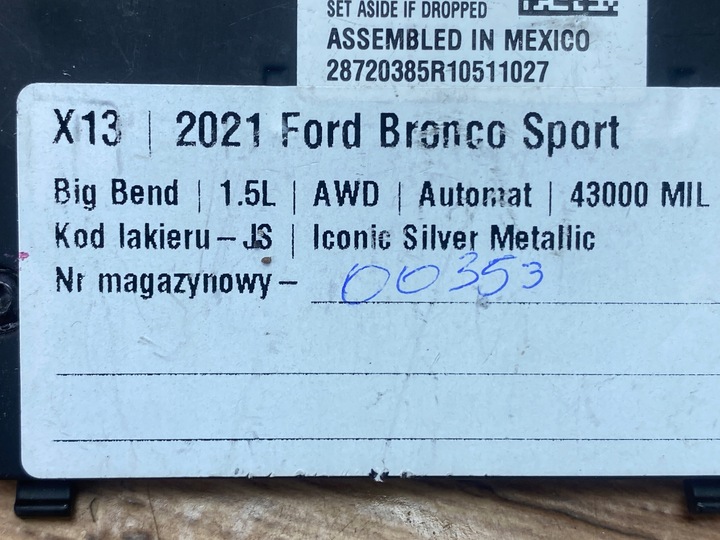 SET ASIDE IF DROPPED
ASSEMBLED IN MEXICO
28720385R10511027
X13 | 2021 Ford Bronco Sport
Big Bend | 1.5L | AWD | Automat | 43000 MIL
Kod lakieru – JS | Iconic Silver Metallic
Nr magazynowy – 00353